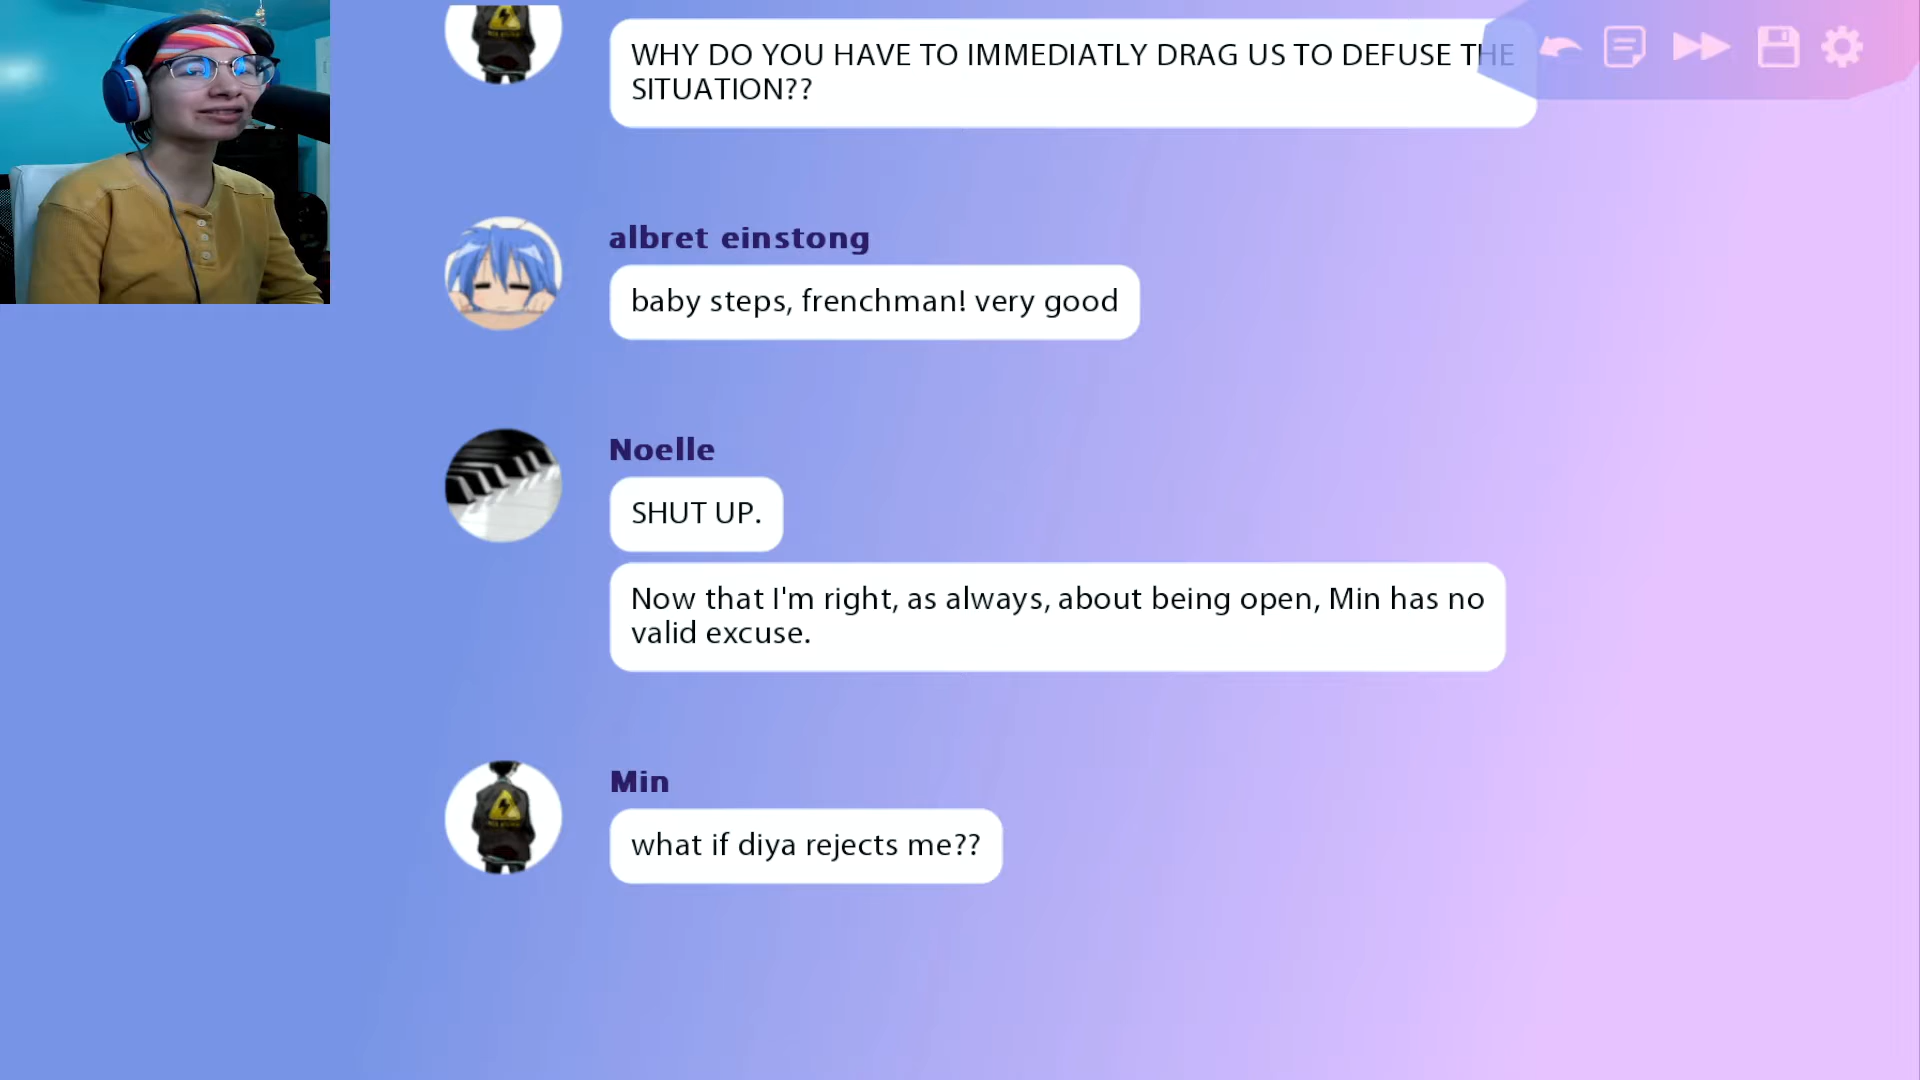 WHY DO YOU HAVE TO IMMEDIATLY DRAG US TO DEFUSE THE
SITUATION??
albret einstong
baby steps, frenchman! very good
Noelle
SHUT UP.
Now that I'm right, as always, about being open, Min has no
valid excuse.
Min
what if diya rejects me??